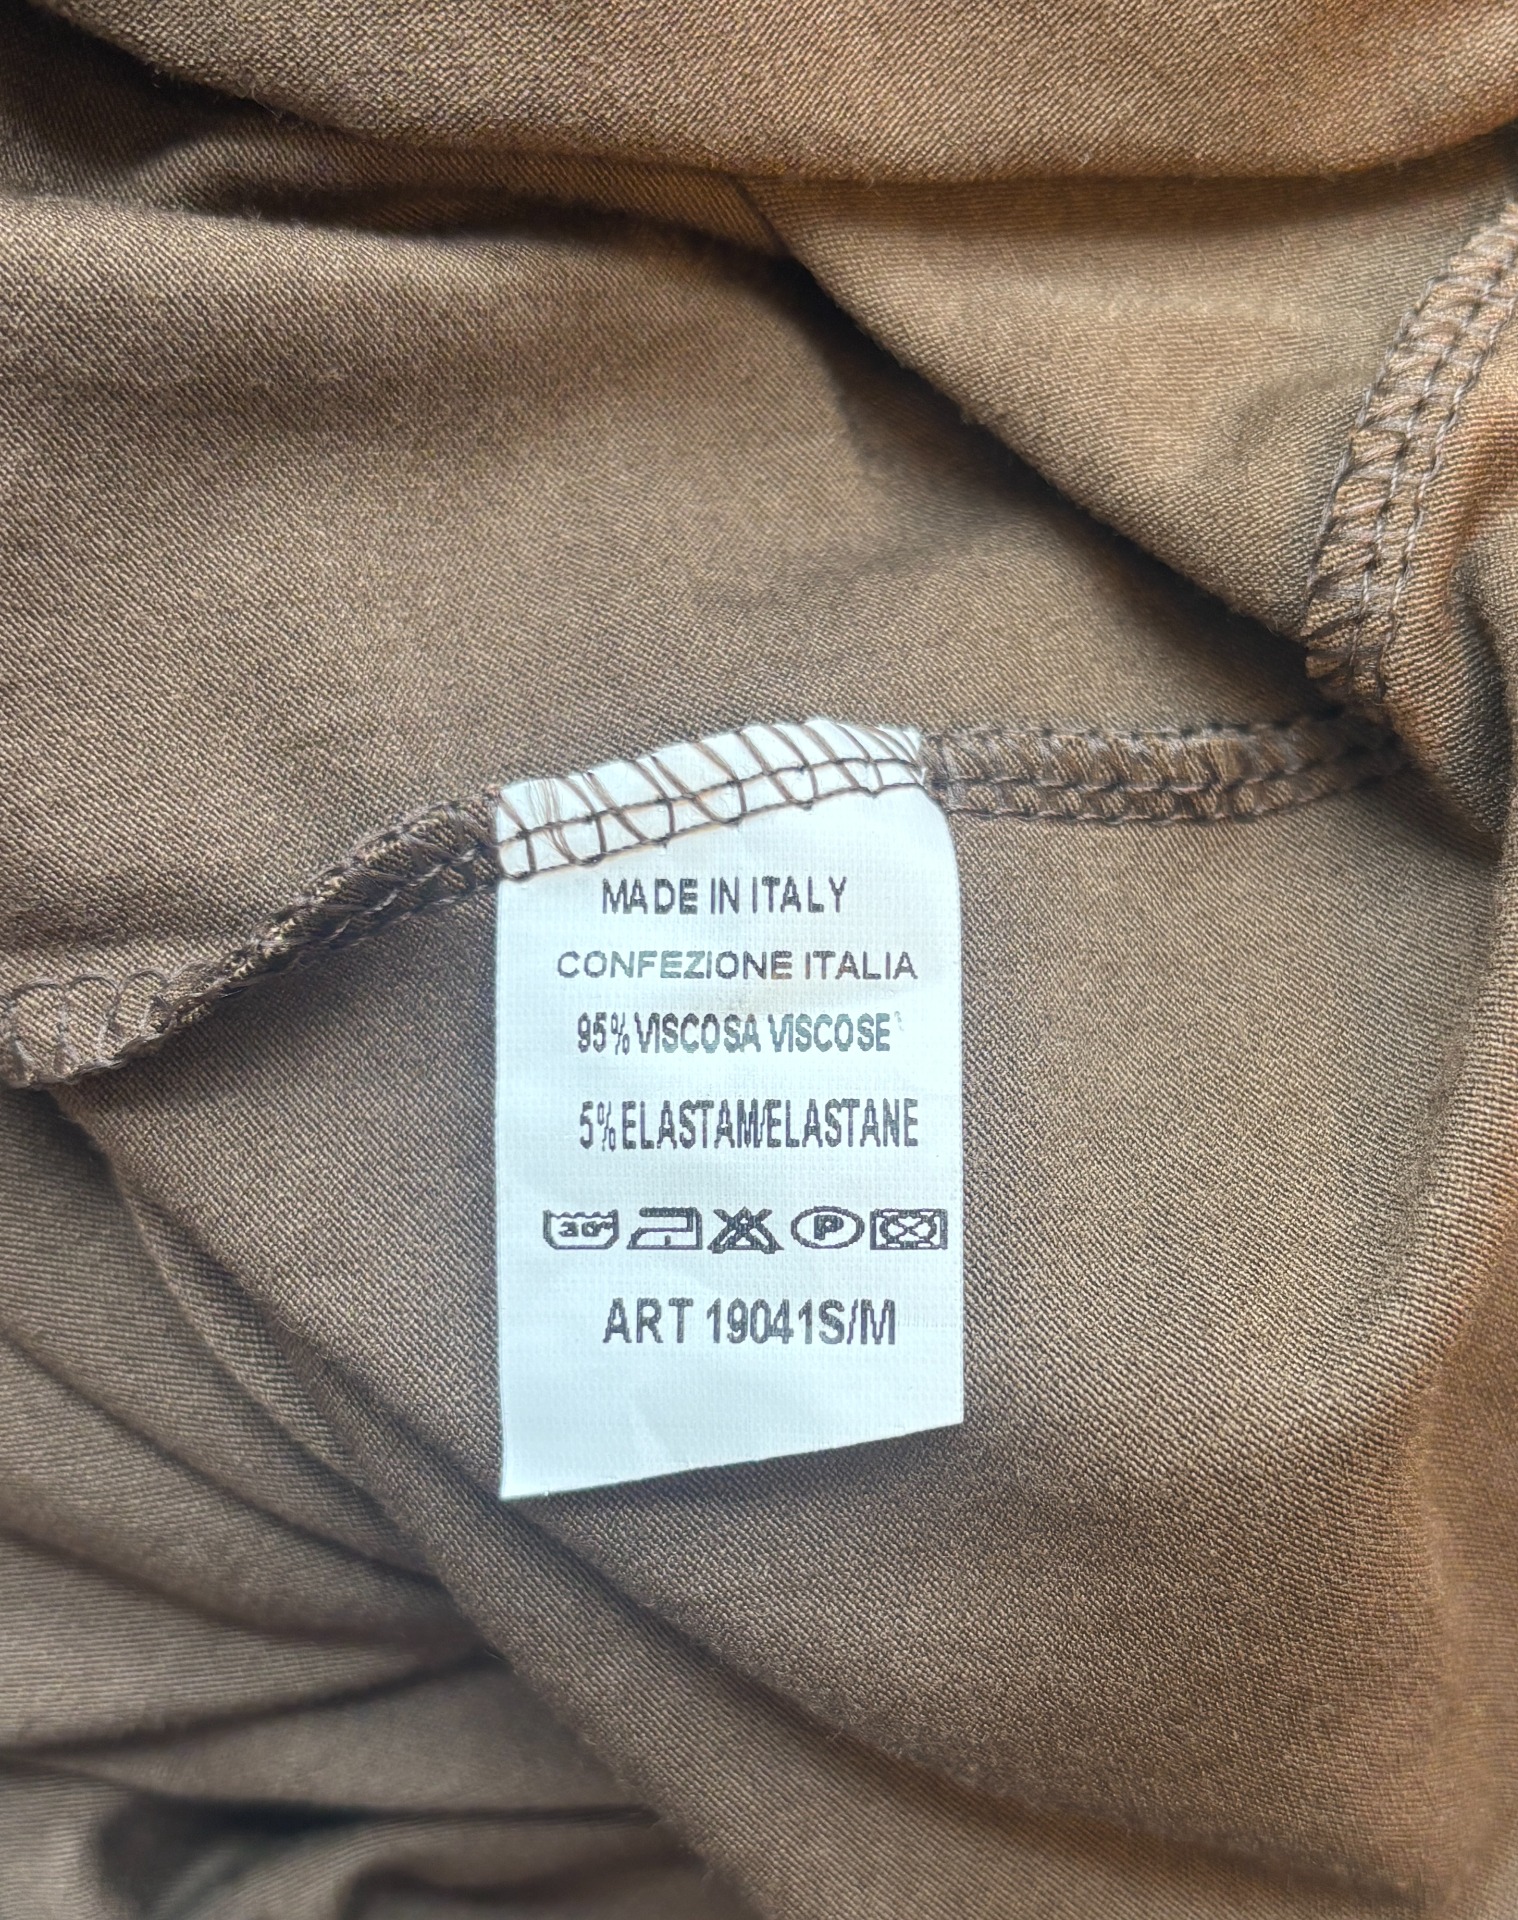 MADE IN ITALY
CONFEZIONE ITALIA
95% VISCOSA VISCOSE
5% ELASTAM/ELASTANE
30° P
ART 19041S/M